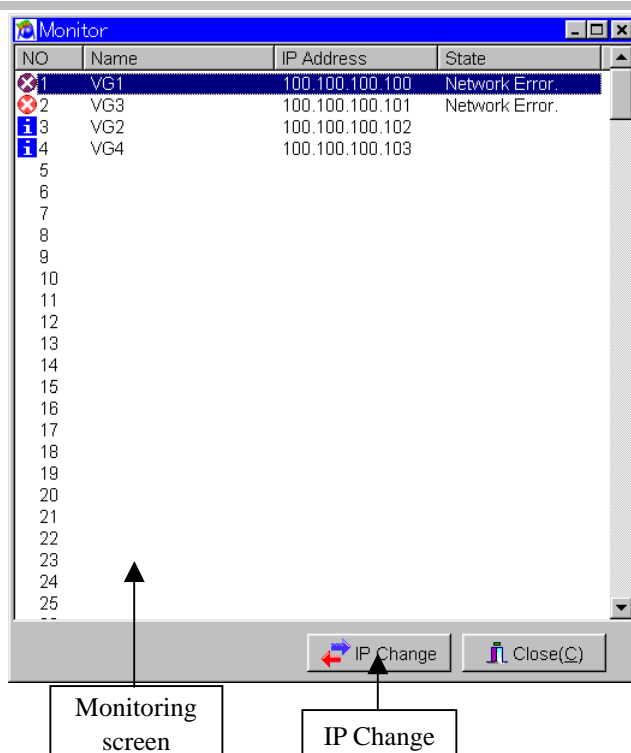 Monitor
NO Name IP Address State
1 VG1 100.100.100.100 Network Error.
2 VG3 100.100.100.101 Network Error.
3 VG2 100.100.100.102
4 VG4 100.100.100.103
5
6
7
8
9
10
11
12
13
14
15
16
17
18
19
20
21
22
23
24
25
IP Change Close(C)
Monitoring
screen
IP Change